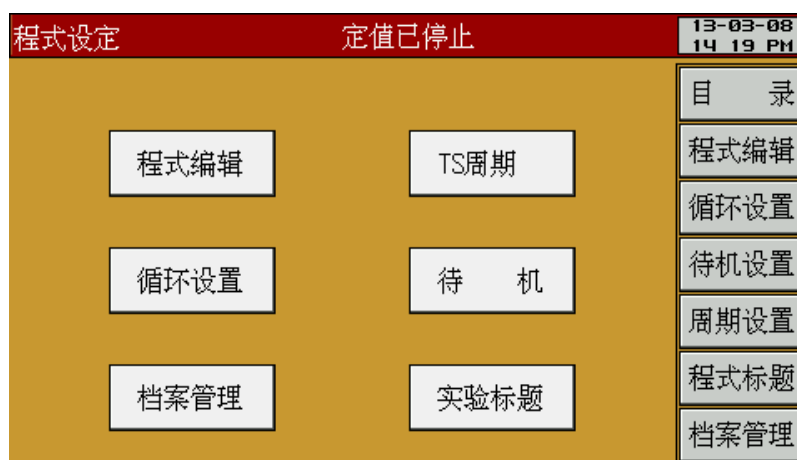 程式设定
定值已停止
13-03-08
14 19 PM
程式编辑
TS周期
循环设置
待 机
档案管理
实验标题
目 录
程式编辑
循环设置
待机设置
周期设置
程式标题
档案管理